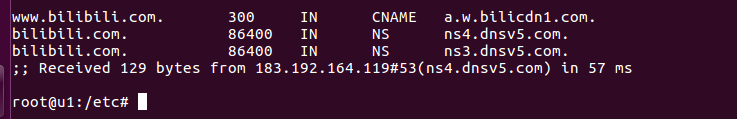 www.bilibili.com. 300 IN CNAME a.w.bilicdn1.com.
bilibili.com. 86400 IN NS ns4.dnsv5.com.
bilibili.com. 86400 IN NS ns3.dnsv5.com.
;; Received 129 bytes from 183.192.164.119#53(ns4.dnsv5.com) in 57 ms
root@u1:/etc#